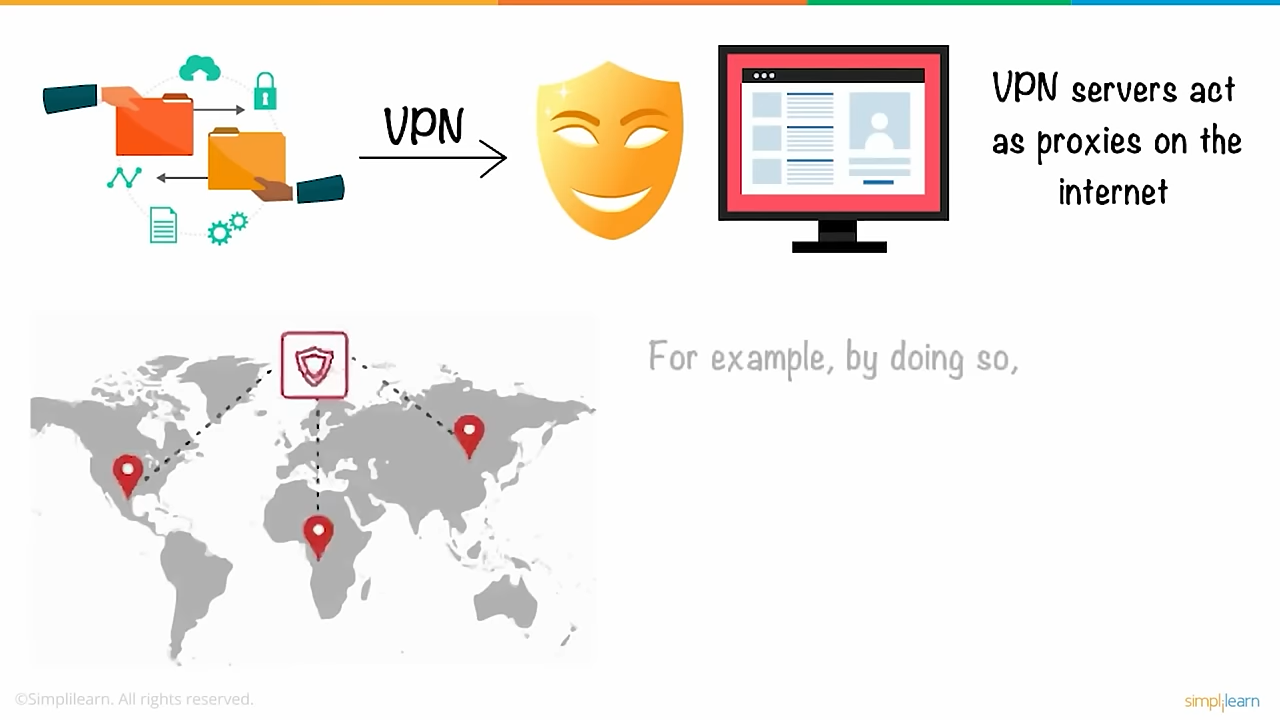 VPN
VPN servers act
as proxies on the
internet
For example, by doing so,
©Simplilearn. All rights reserved.
simplilearn